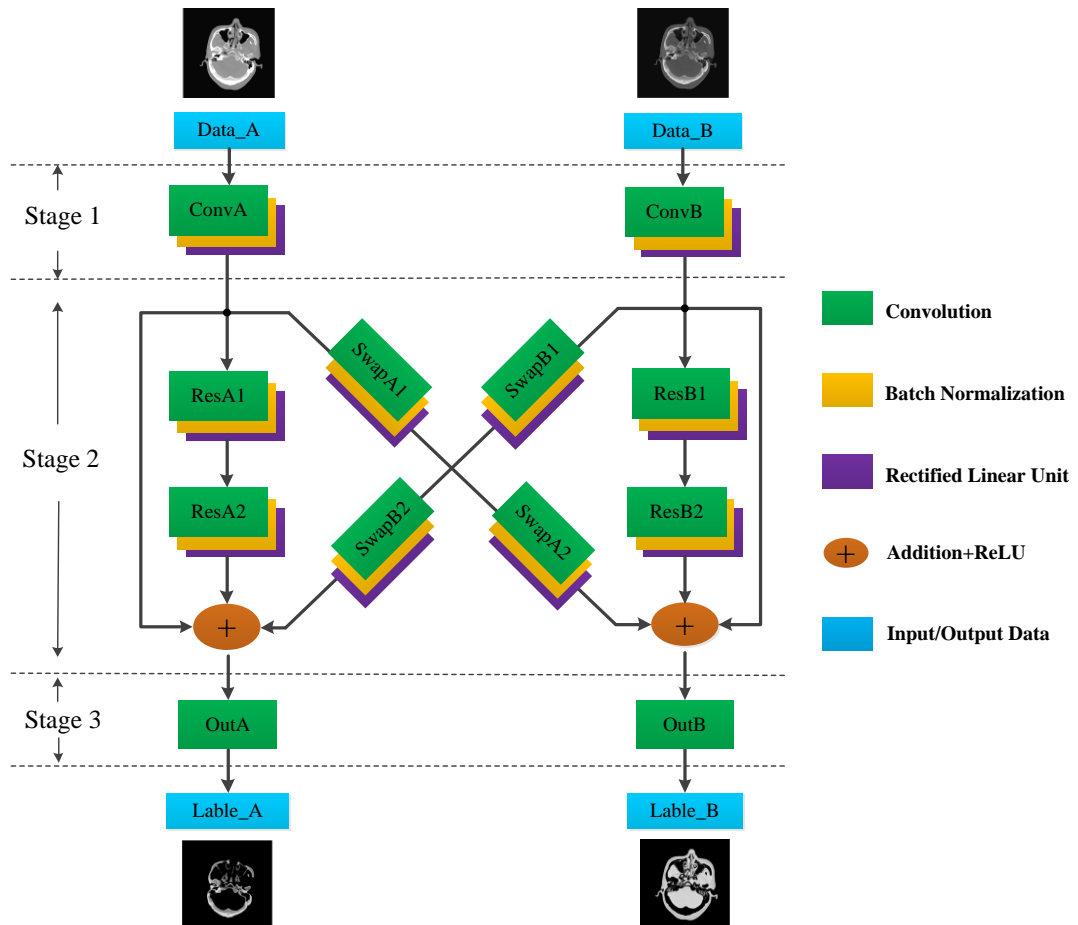 Data_A
Data_B
Stage 1
ConvA
ConvB
Stage 2
SwapA1
SwapB1
ResA1
ResB1
ResA2
SwapB2
SwapA2
ResB2
+
+
Stage 3
OutA
OutB
Lable_A
Lable_B
Convolution
Batch Normalization
Rectified Linear Unit
+ Addition+ReLU
Input/Output Data